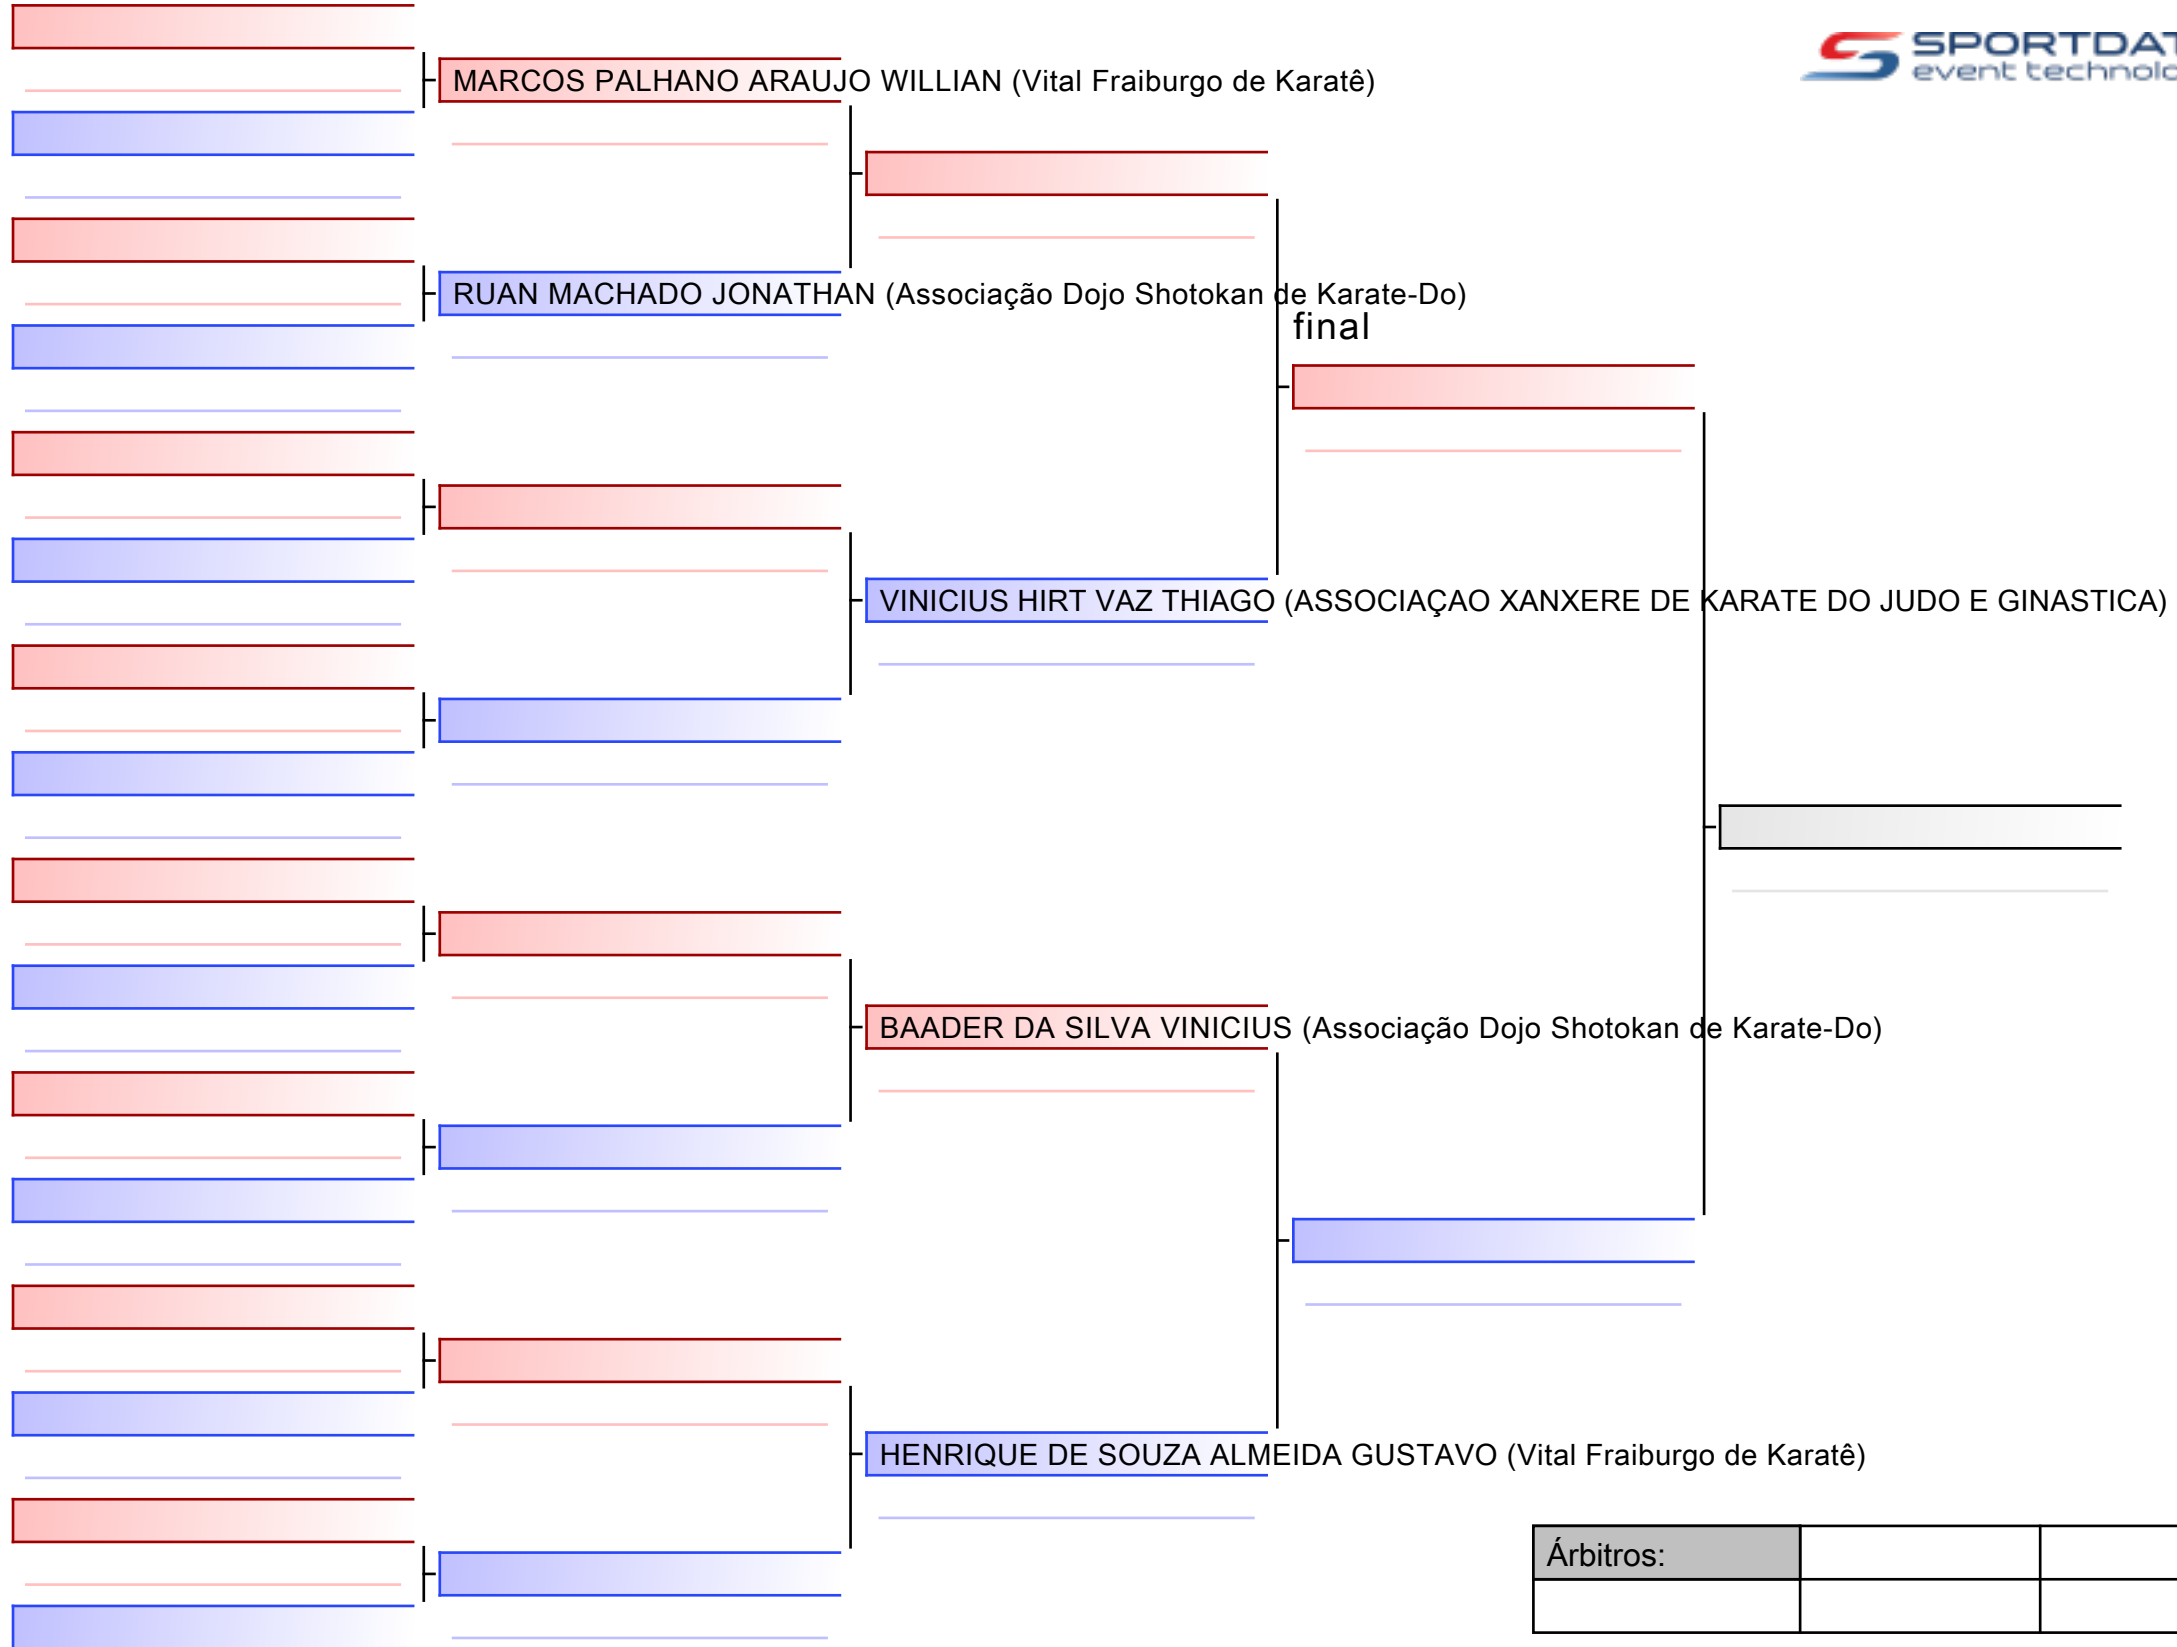 SPORTDAT
event technolo
MARCOS PALHANO ARAUJO WILLIAN (Vital Fraiburgo de Karatê)
RUAN MACHADO JONATHAN (Associação Dojo Shotokan de Karate-Do)
final
VINICIUS HIRT VAZ THIAGO (ASSOCIAÇAO XANXERE DE KARATE DO JUDO E GINASTICA)
BAADER DA SILVA VINICIUS (Associação Dojo Shotokan de Karate-Do)
HENRIQUE DE SOUZA ALMEIDA GUSTAVO (Vital Fraiburgo de Karatê)
Árbitros: